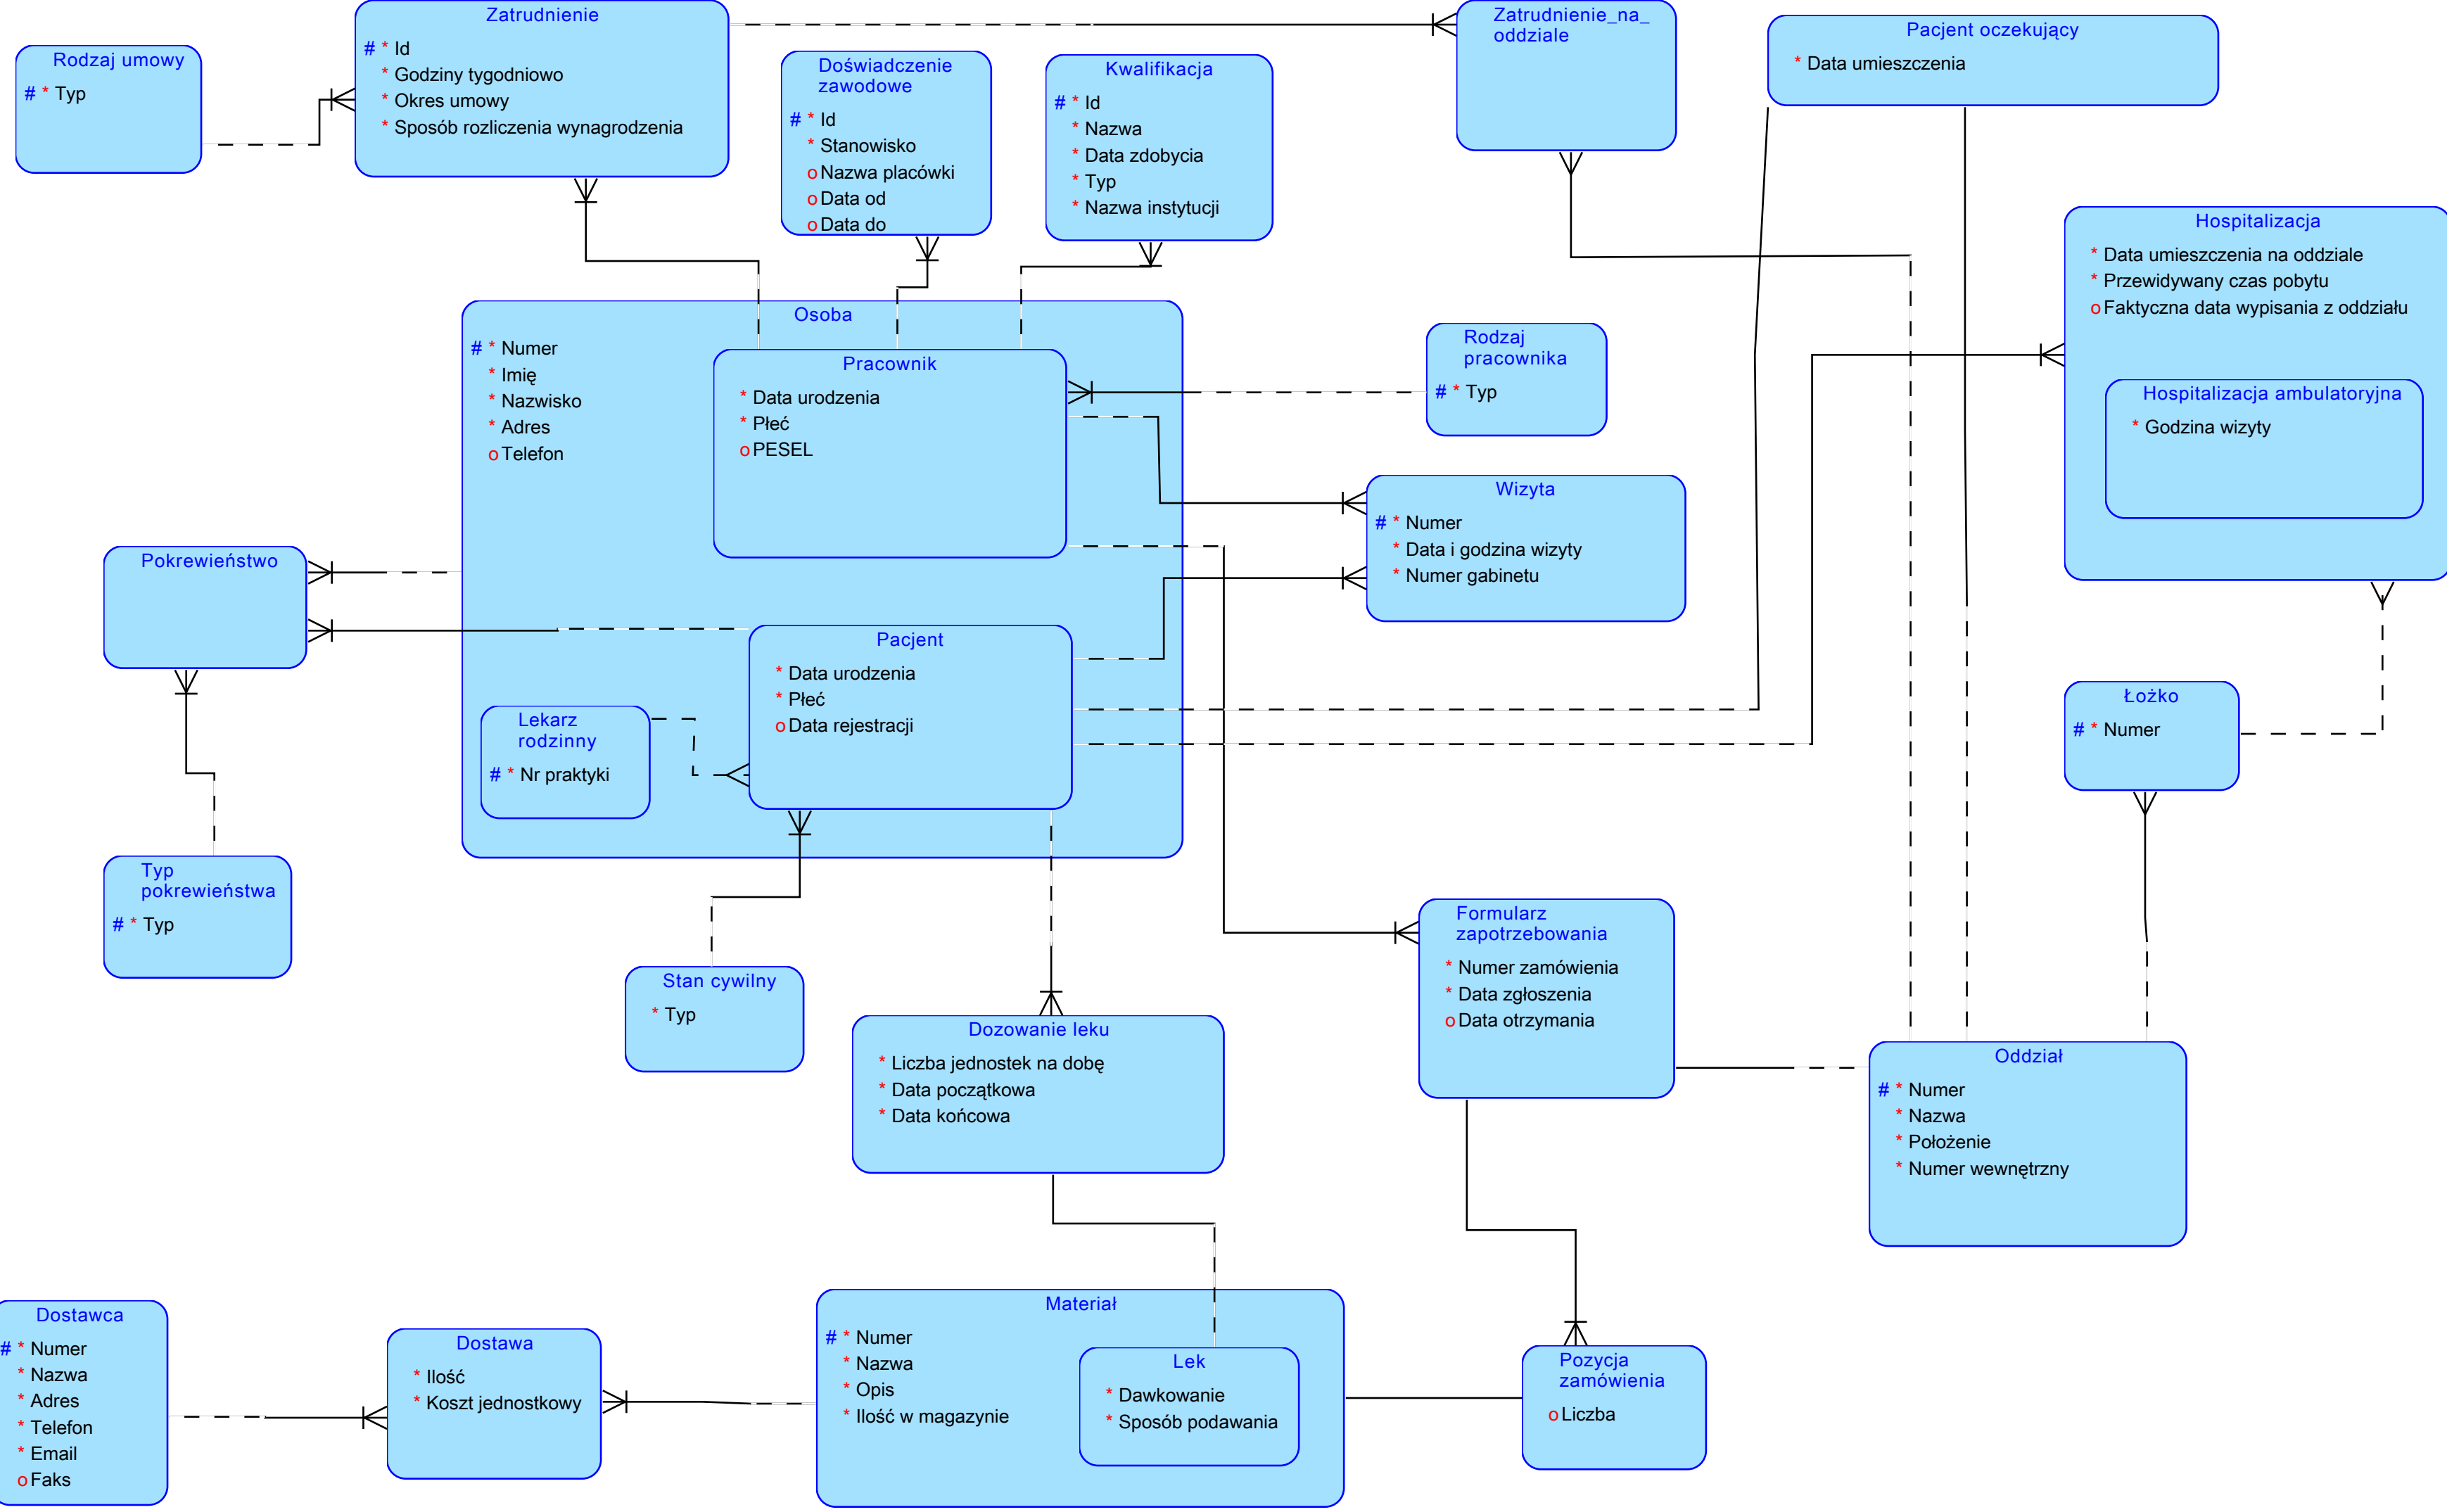 Zatrudnienie
# * Id
* Godziny tygodniowo
* Okres umowy
* Sposób rozliczenia wynagrodzenia
Rodzaj umowy
# * Typ
Doświadczenie
zawodowe
# * Id
* Stanowisko
o Nazwa placówki
o Data od
o Data do
Kwalifikacja
# * Id
* Nazwa
* Data zdobycia
* Typ
* Nazwa instytucji
Zatrudnienie_na_
oddziale
Pacjent oczekujący
* Data umieszczenia
Hospitalizacja
* Data umieszczenia na oddziale
* Przewidywany czas pobytu
o Faktyczna data wypisania z oddziału
Hospitalizacja ambulatoryjna
* Godzina wizyty
Osoba
# * Numer
* Imię
* Nazwisko
* Adres
o Telefon
Pracownik
* Data urodzenia
* Płeć
o PESEL
Rodzaj
pracownika
# * Typ
Wizyta
# * Numer
* Data i godzina wizyty
* Numer gabinetu
Pokrewieństwo
Pacjent
* Data urodzenia
* Płeć
o Data rejestracji
Lekarz
rodzinny
# * Nr praktyki
Łożko
# * Numer
Typ
pokrewieństwa
# * Typ
Stan cywilny
* Typ
Formularz
zapotrzebowania
* Numer zamówienia
* Data zgłoszenia
o Data otrzymania
Dozowanie leku
* Liczba jednostek na dobę
* Data początkowa
* Data końcowa
Oddział
# * Numer
* Nazwa
* Położenie
* Numer wewnętrzny
Dostawca
# * Numer
* Nazwa
* Adres
* Telefon
* Email
o Faks
Dostawa
* Ilość
* Koszt jednostkowy
Materiał
# * Numer
* Nazwa
* Opis
* Ilość w magazynie
Lek
* Dawkowanie
* Sposób podawania
Pozycja
zamówienia
o Liczba